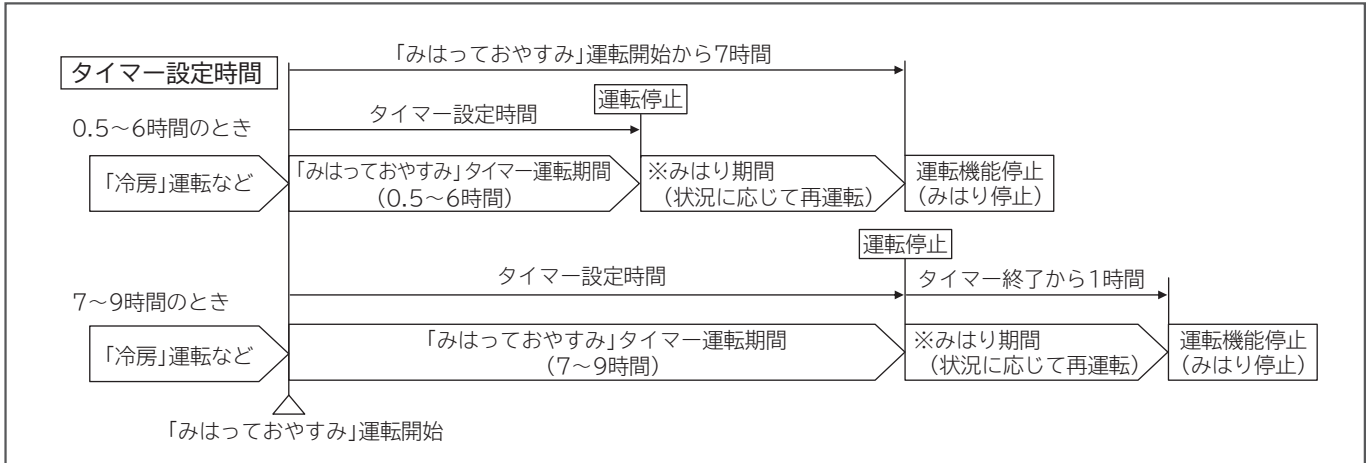 「みはっておやすみ」運転開始から7時間
タイマー設定時間
運転停止
タイマー設定時間
0.5～6時間のとき
「冷房」運転など
「みはっておやすみ」タイマー運転期間
(0.5～6時間)
※みはり期間
(状況に応じて再運転)
運転機能停止
(みはり停止)
運転停止
タイマー設定時間
タイマー終了から1時間
7～9時間のとき
「冷房」運転など
「みはっておやすみ」タイマー運転期間
(7～9時間)
※みはり期間
(状況に応じて再運転)
運転機能停止
(みはり停止)
「みはっておやすみ」運転開始